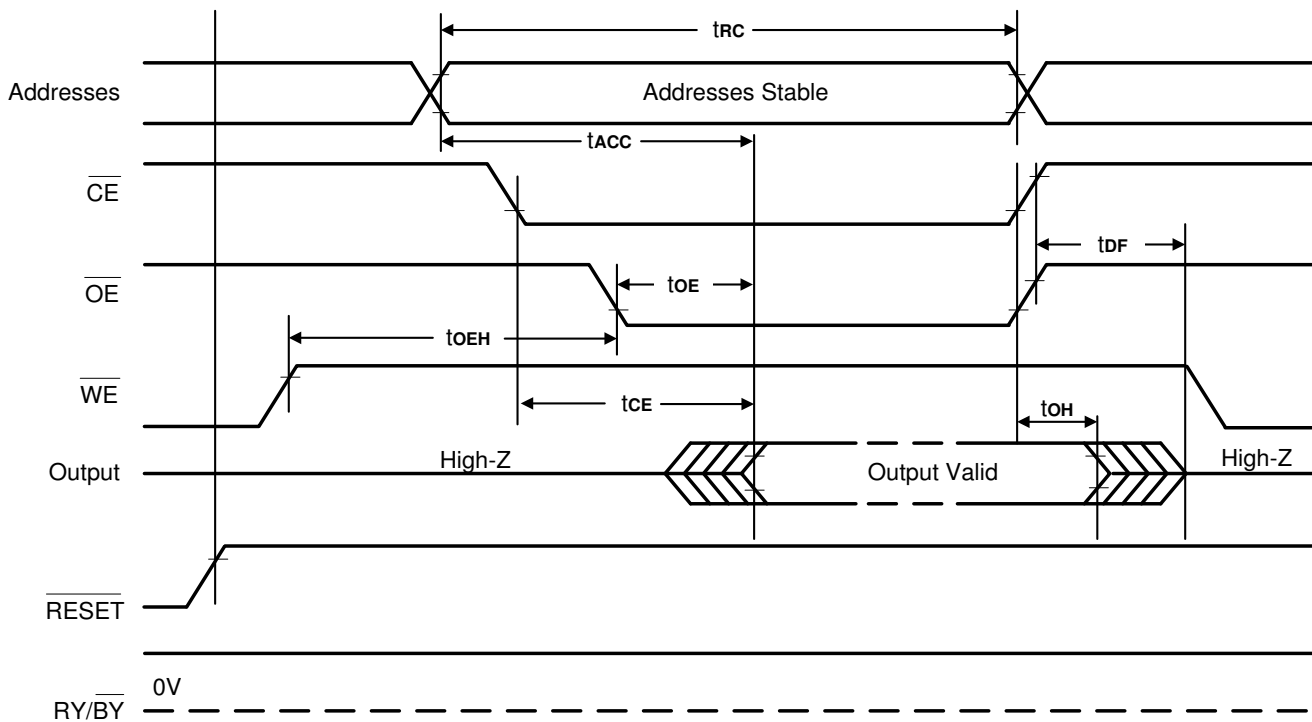 tRC
Addresses
Addresses Stable
tACC
CE
tDF
OE
tOE
tOEH
WE
tCE
tOH
Output
High-Z
Output Valid
High-Z
RESET
0V
RY/BY